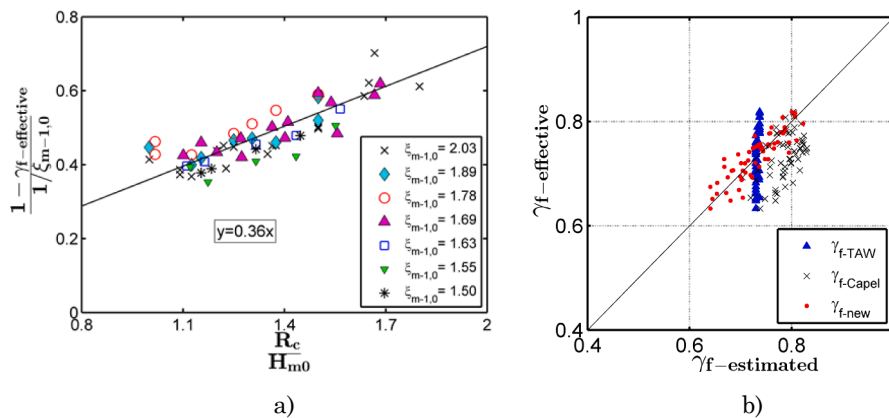 1 − γf−effective
1/ξm−1,0
0.8
0.6
0.4
0.2
0
0.8 1.1 1.4 1.7 2
Rc
Hm0
y=0.36x
ξm-1,0= 2.03
ξm-1,0= 1.89
ξm-1,0= 1.78
ξm-1,0= 1.69
ξm-1,0= 1.63
ξm-1,0= 1.55
ξm-1,0= 1.50
a)
γf−effective
1
0.8
0.6
0.4
0.4 0.6 0.8
γf−estimated
γf-TAW
γf-Capel
γf-new
b)